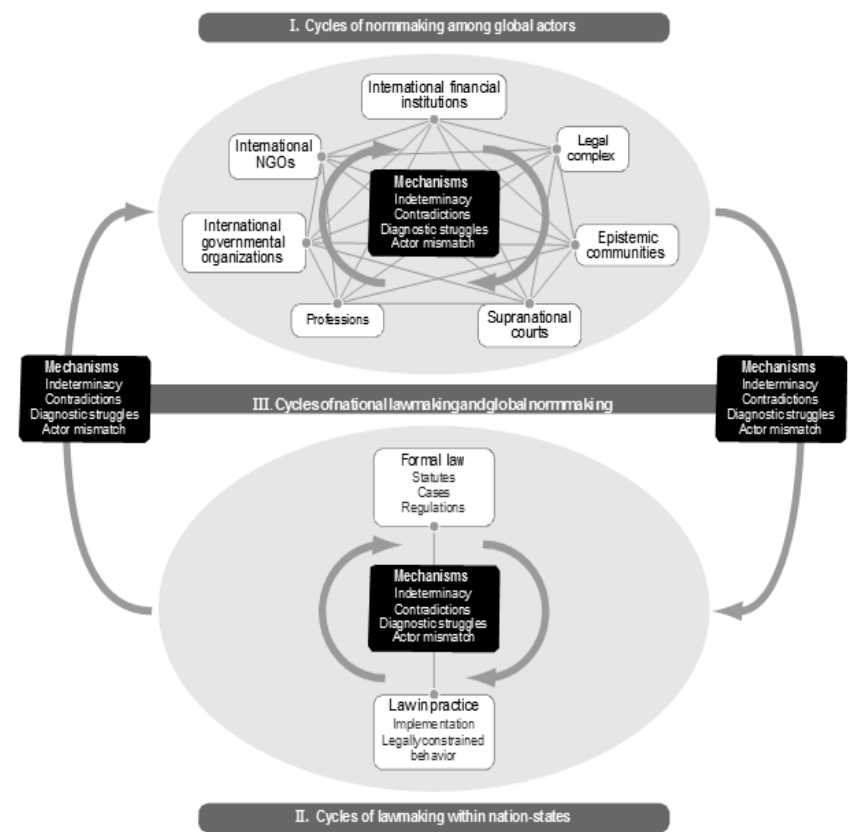 I. Cycles of normmaking among global actors
International financial
institutions
International
NGOs
Legal
complex
Mechanisms
Indeterminacy
Contradictions
Diagnostic struggles
Actor mismatch
International
governmental
organizations
Epistemic
communities
Professions
Supranational
courts
Mechanisms
Indeterminacy
Contradictions
Diagnostic struggles
Actor mismatch
III. Cycles of national lawmaking and global normmaking
Mechanisms
Indeterminacy
Contradictions
Diagnostic struggles
Actor mismatch
Formal law
Statutes
Cases
Regulations
Mechanisms
Indeterminacy
Contradictions
Diagnostic struggles
Actor mismatch
Law in practice
Implementation
Legally constrained
behavior
II. Cycles of lawmaking within nation-states